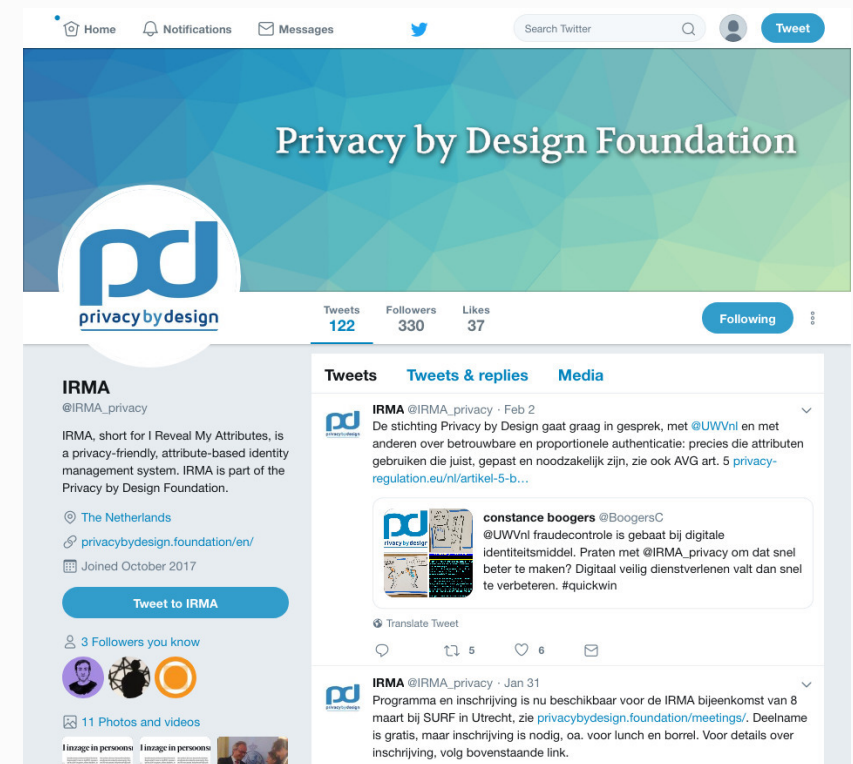 Home Notifications Messages Search Twitter Tweet
Privacy by Design Foundation
pd
privacybydesign
Tweets Followers Likes
122 330 37
Following
IRMA
@IRMA_privacy
IRMA, short for I Reveal My Attributes, is
a privacy-friendly, attribute-based identity
management system. IRMA is part of the
Privacy by Design Foundation.
The Netherlands
privacybydesign.foundation/en/
Joined October 2017
Tweet to IRMA
3 Followers you know
11 Photos and videos
Tweets Tweets & replies Media
IRMA @IRMA_privacy · Feb 2
De stichting Privacy by Design gaat graag in gesprek, met @UWVnl en met
anderen over betrouwbare en proportionele authenticatie: precies die attributen
gebruiken die juist, gepast en noodzakelijk zijn, zie ook AVG art. 5 privacy-
regulation.eu/nl/artikel-5-b…
constance boogers @BoogersC
@UWVnl fraudecontrole is gebaat bij digitale
identiteitsmiddel. Praten met @IRMA_privacy om dat snel
beter te maken? Digitaal veilig dienstverlenen valt dan snel
te verbeteren. #quickwin
Translate Tweet
5 6
IRMA @IRMA_privacy · Jan 31
Programma en inschrijving is nu beschikbaar voor de IRMA bijeenkomst van 8
maart bij SURF in Utrecht, zie privacybydesign.foundation/meetings/. Deelname
is gratis, maar inschrijving is nodig, oa. voor lunch en borrel. Voor details over
inschrijving, volg bovenstaande link.